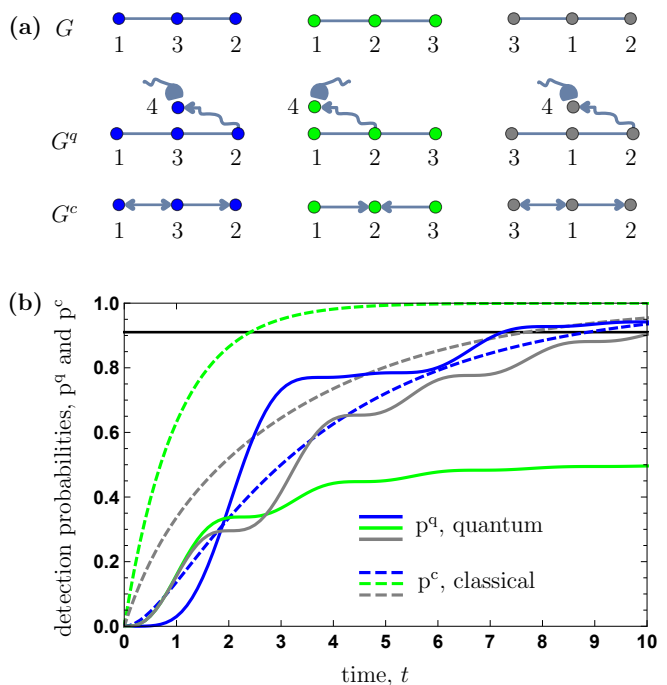 (a) G
1 3 2 1 2 3 3 1 2
4 4 4
G^q
1 3 2 1 2 3 3 1 2
G^c
1 3 2 1 2 3 3 1 2
(b)
detection probabilities, p^q and p^c
1.0
0.8
0.6
0.4
0.2
0.0
p^q, quantum
p^c, classical
0 1 2 3 4 5 6 7 8 9 10
time, t